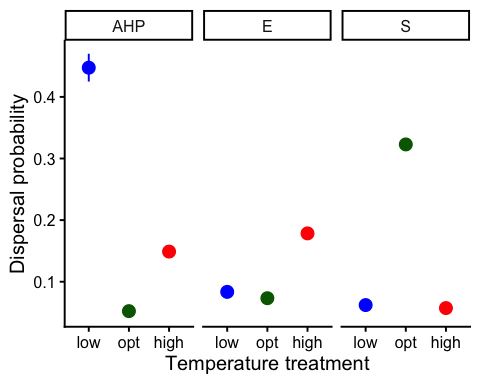 AHP E S
Dispersal probability
0.4
0.3
0.2
0.1
low opt high low opt high low opt high
Temperature treatment